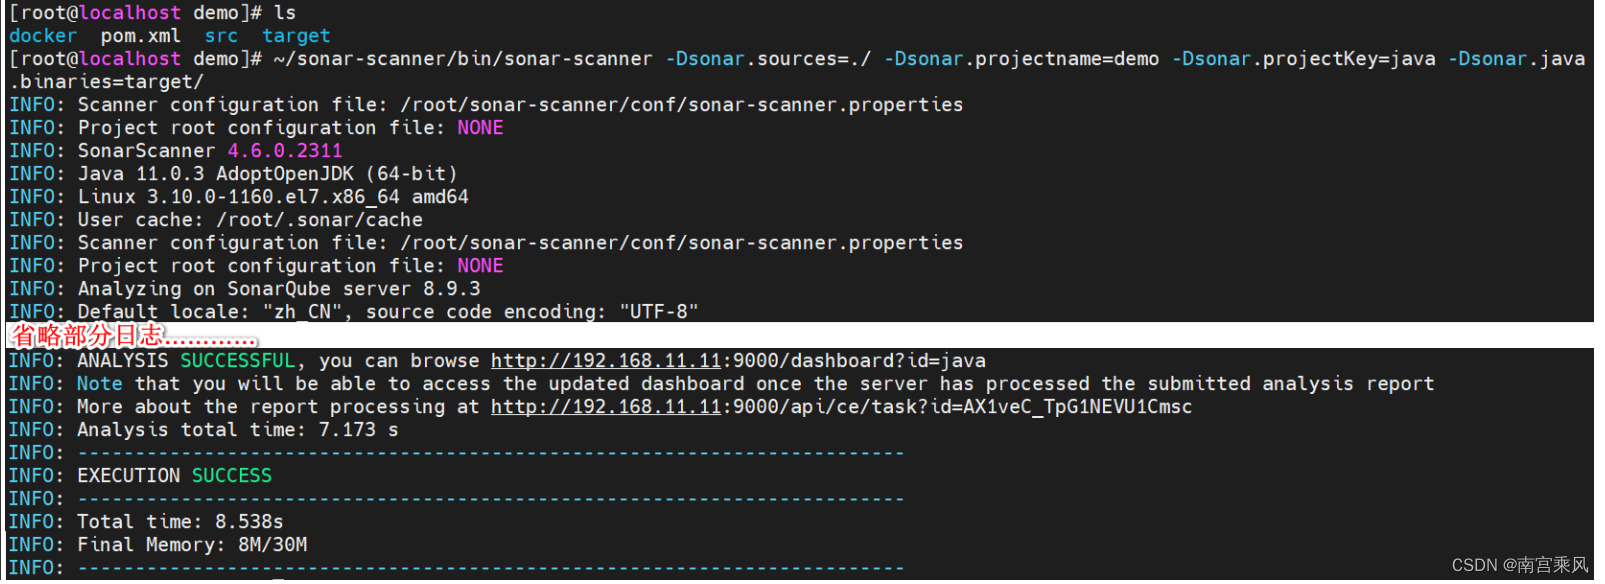 [root@localhost demo]# ls
docker  pom.xml  src  target
[root@localhost demo]# ~/sonar-scanner/bin/sonar-scanner -Dsonar.sources=./ -Dsonar.projectname=demo -Dsonar.projectKey=java -Dsonar.java
.binaries=target/
INFO: Scanner configuration file: /root/sonar-scanner/conf/sonar-scanner.properties
INFO: Project root configuration file: NONE
INFO: SonarScanner 4.6.0.2311
INFO: Java 11.0.3 AdoptOpenJDK (64-bit)
INFO: Linux 3.10.0-1160.el7.x86_64 amd64
INFO: User cache: /root/.sonar/cache
INFO: Scanner configuration file: /root/sonar-scanner/conf/sonar-scanner.properties
INFO: Project root configuration file: NONE
INFO: Analyzing on SonarQube server 8.9.3
INFO: Default locale: "zh_CN", source code encoding: "UTF-8"
省略部分日志............
INFO: ANALYSIS SUCCESSFUL, you can browse http://192.168.11.11:9000/dashboard?id=java
INFO: Note that you will be able to access the updated dashboard once the server has processed the submitted analysis report
INFO: More about the report processing at http://192.168.11.11:9000/api/ce/task?id=AX1veC_TpG1NEVU1Cmsc
INFO: Analysis total time: 7.173 s
INFO: ------------------------------------------------------------------------
INFO: EXECUTION SUCCESS
INFO: ------------------------------------------------------------------------
INFO: Total time: 8.538s
INFO: Final Memory: 8M/30M
INFO: ------------------------------------------------------------------------
CSDN @南宫乘风